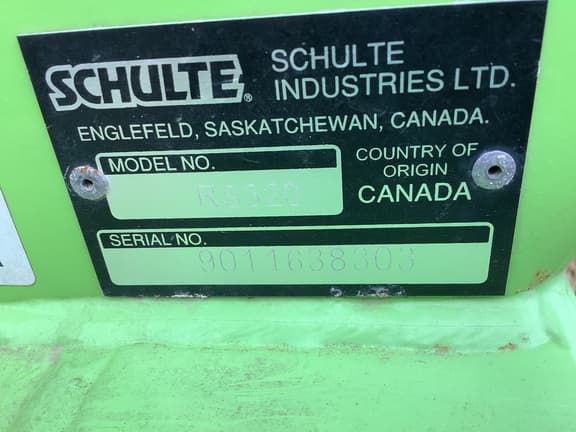 SCHULTE®
SCHULTE
INDUSTRIES LTD.
ENGLEFELD, SASKATCHEWAN, CANADA.
MODEL NO.
RS320
COUNTRY OF
ORIGIN
CANADA
SERIAL NO.
9011638303